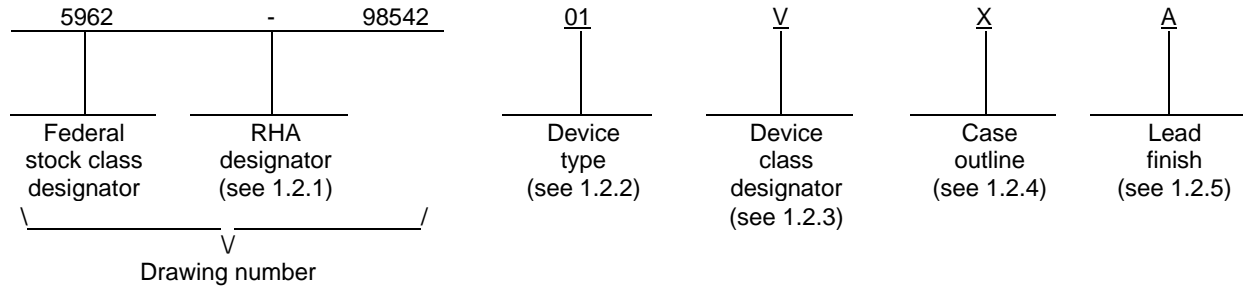 5962 - 98542 01 V X A
Federal stock class designator
RHA designator (see 1.2.1)
Device type (see 1.2.2)
Device class designator (see 1.2.3)
Case outline (see 1.2.4)
Lead finish (see 1.2.5)
\ /
\/
Drawing number